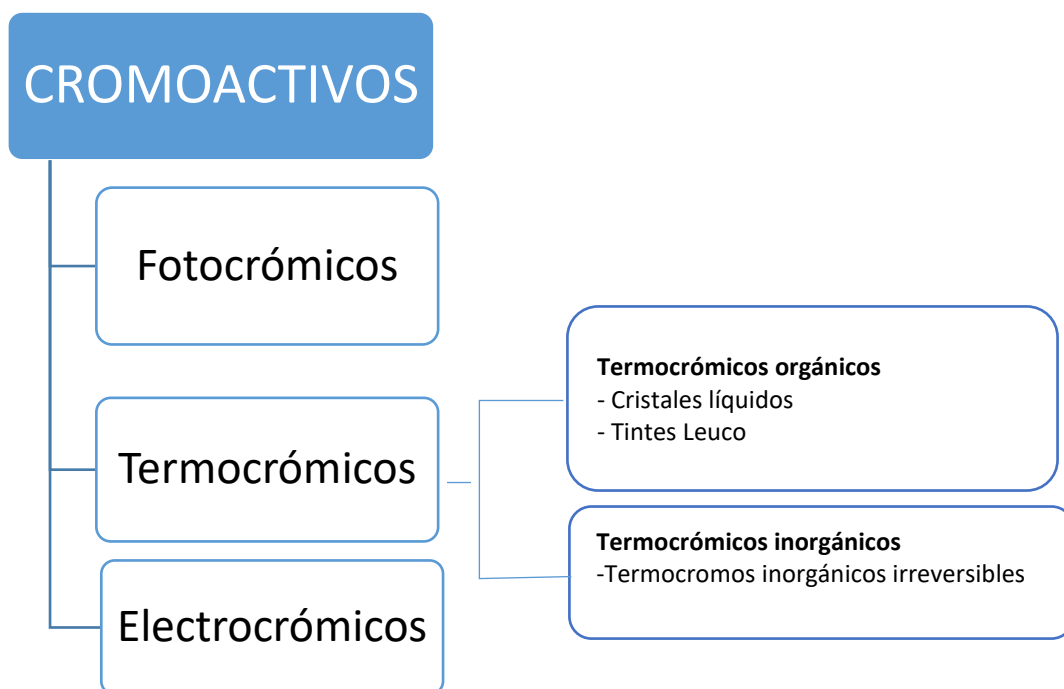 CROMOACTIVOS
Fotocrómicos
Termocrómicos
Electrocrómicos
Termocrómicos orgánicos
- Cristales líquidos
- Tintes Leuco
Termocrómicos inorgánicos
-Termocromos inorgánicos irreversibles